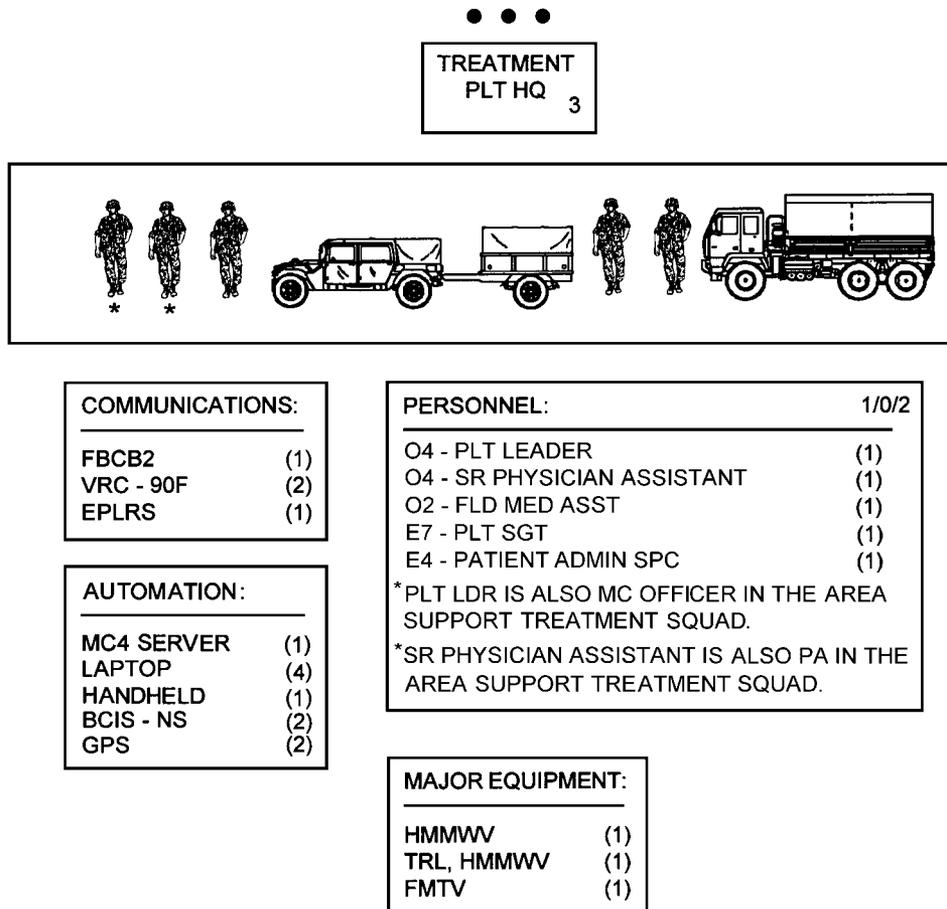 TREATMENT
PLT HQ
3
* *
COMMUNICATIONS:
FBCB2 (1)
VRC - 90F (2)
EPLRS (1)
PERSONNEL: 1/0/2
O4 - PLT LEADER (1)
O4 - SR PHYSICIAN ASSISTANT (1)
O2 - FLD MED ASST (1)
E7 - PLT SGT (1)
E4 - PATIENT ADMIN SPC (1)
*PLT LDR IS ALSO MC OFFICER IN THE AREA
SUPPORT TREATMENT SQUAD.
*SR PHYSICIAN ASSISTANT IS ALSO PA IN THE
AREA SUPPORT TREATMENT SQUAD.
AUTOMATION:
MC4 SERVER (1)
LAPTOP (4)
HANDHELD (1)
BCIS - NS (2)
GPS (2)
MAJOR EQUIPMENT:
HMMWV (1)
TRL, HMMWV (1)
FMTV (1)